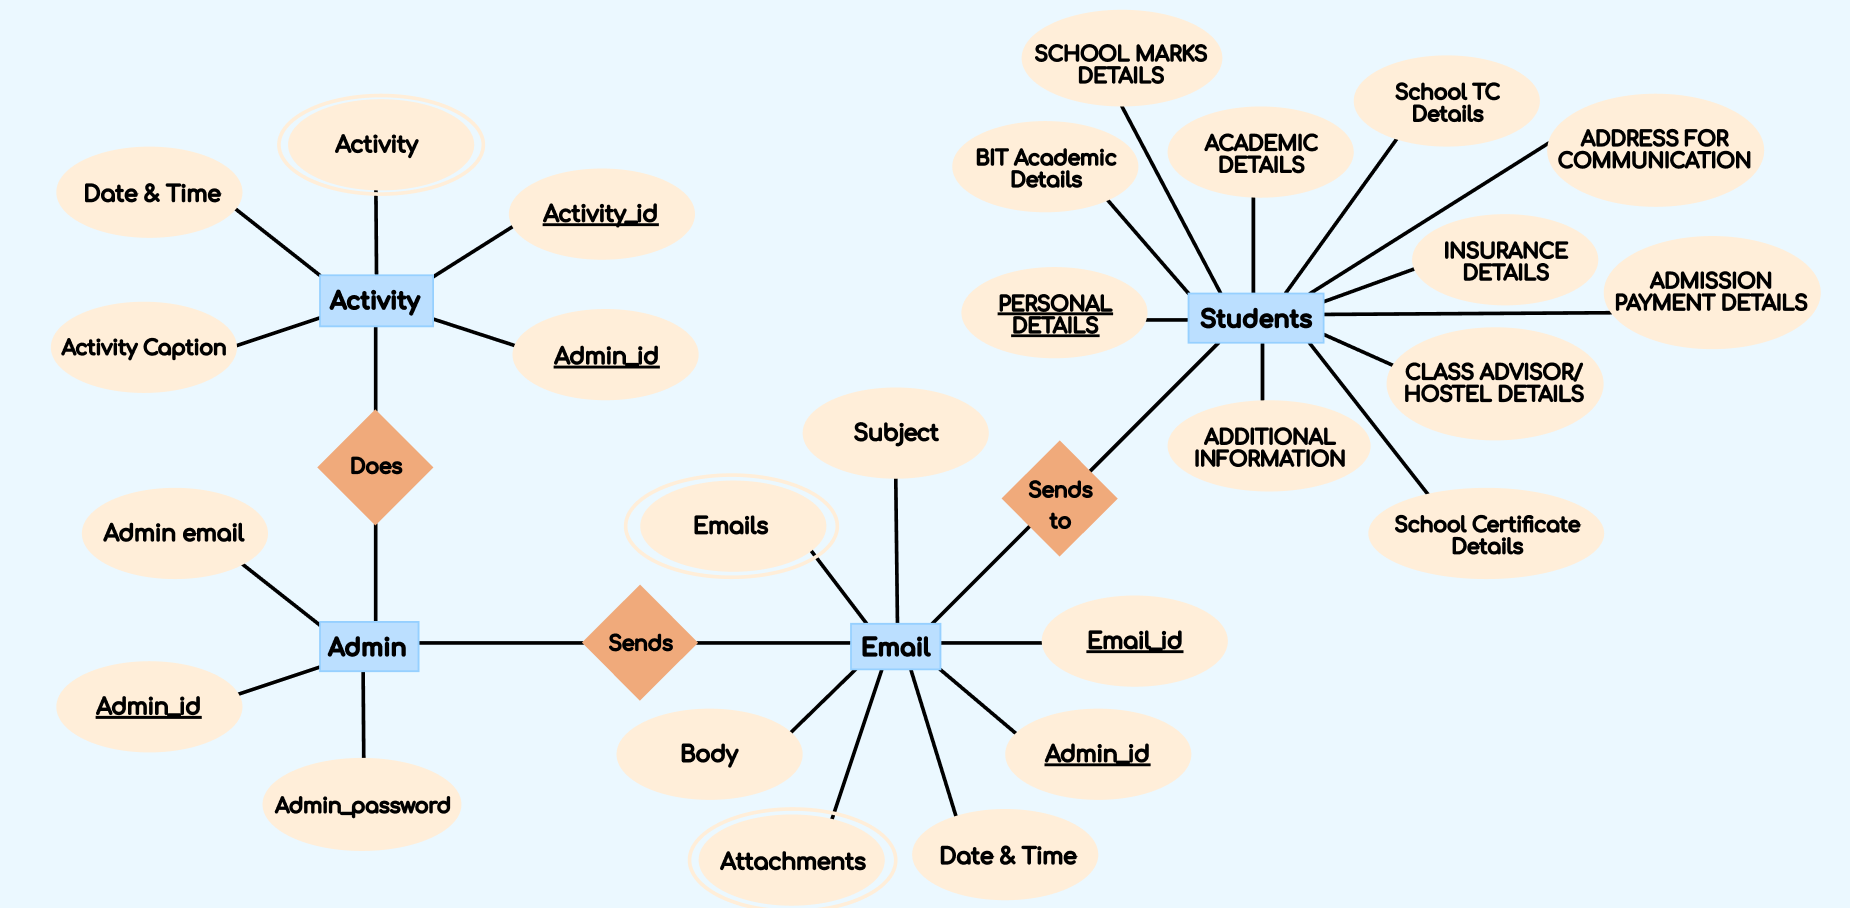 SCHOOL MARKS
DETAILS
School TC
Details
Activity
ACADEMIC
DETAILS
ADDRESS FOR
COMMUNICATION
BIT Academic
Details
Date & Time
Activity_id
INSURANCE
DETAILS
ADMISSION
PAYMENT DETAILS
Activity
PERSONAL
DETAILS
Students
Activity Caption
Admin_id
CLASS ADVISOR/
HOSTEL DETAILS
Subject
ADDITIONAL
INFORMATION
Does
Sends
to
Admin email
Emails
School Certificate
Details
Admin
Sends
Email
Email_id
Admin_id
Body
Admin_id
Admin_password
Attachments
Date & Time